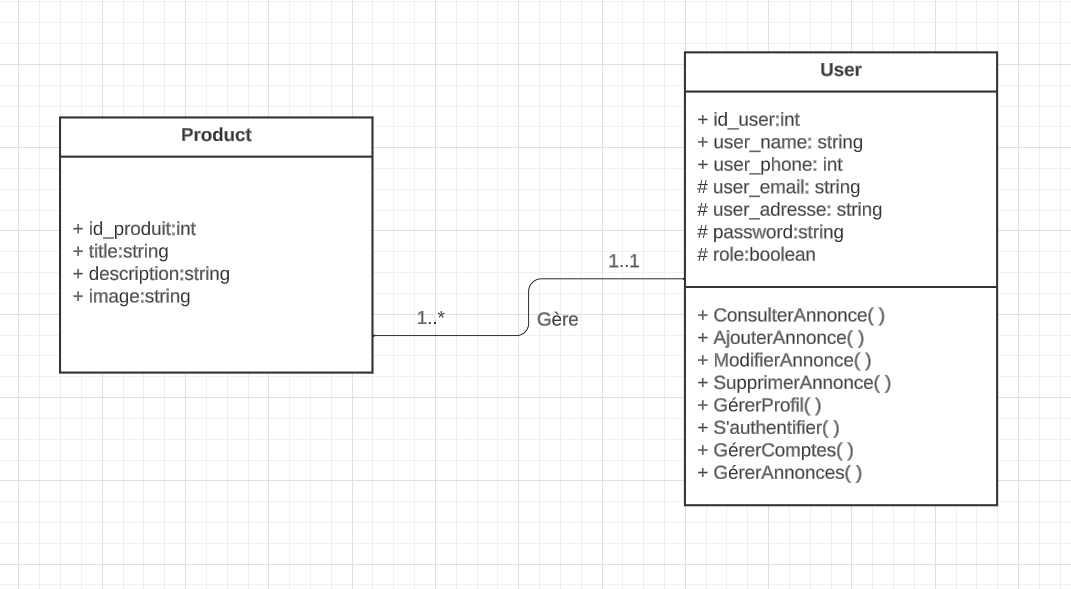 Product
+ id_produit:int
+ title:string
+ description:string
+ image:string
1..*
Gère
1..1
User
+ id_user:int
+ user_name: string
+ user_phone: int
# user_email: string
# user_adresse: string
# password:string
# role:boolean
+ ConsulterAnnonce( )
+ AjouterAnnonce( )
+ ModifierAnnonce( )
+ SupprimerAnnonce( )
+ GérerProfil( )
+ S'authentifier( )
+ GérerComptes( )
+ GérerAnnonces( )